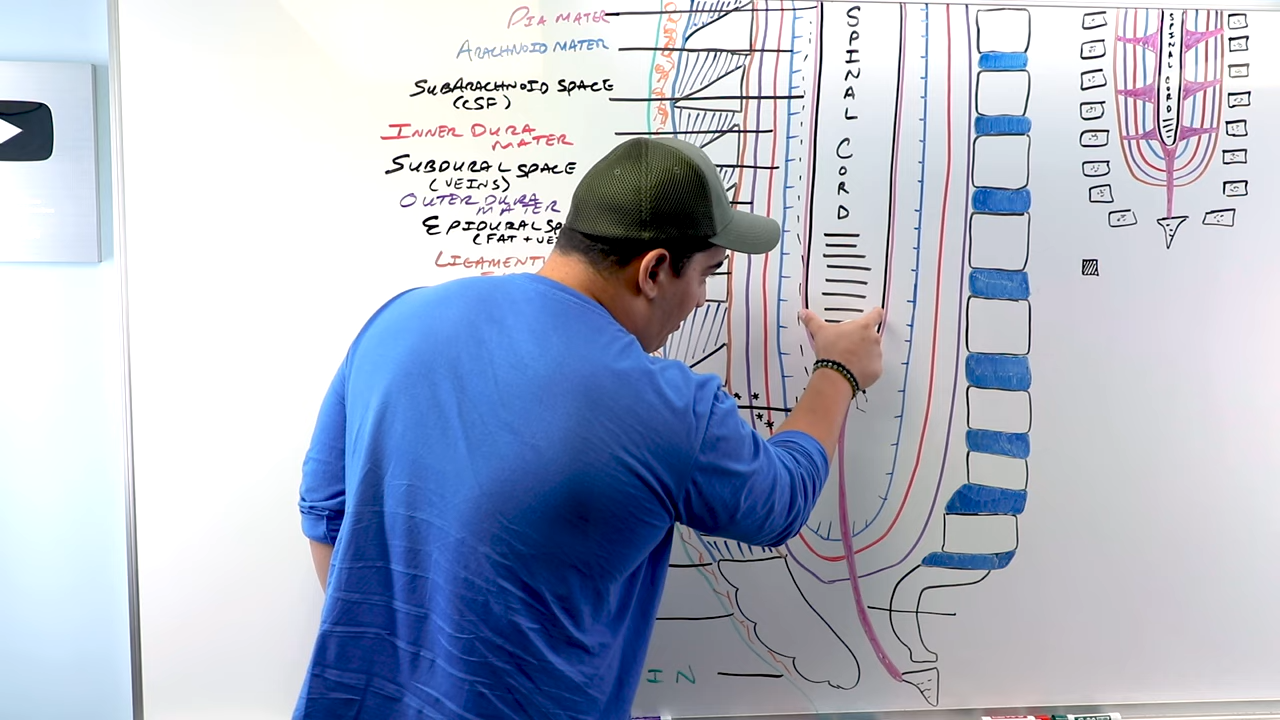 PIA MATER
ARACHNOID MATER
SUBARACHNOID SPACE
(CSF)
INNER DURA
MATER
SUBDURAL SPACE
(VEINS)
OUTER DURA
MATER
EPIDURAL SP
(FAT + VE
LIGAMENT
SPINAL CORD
SPINAL CORD
IN